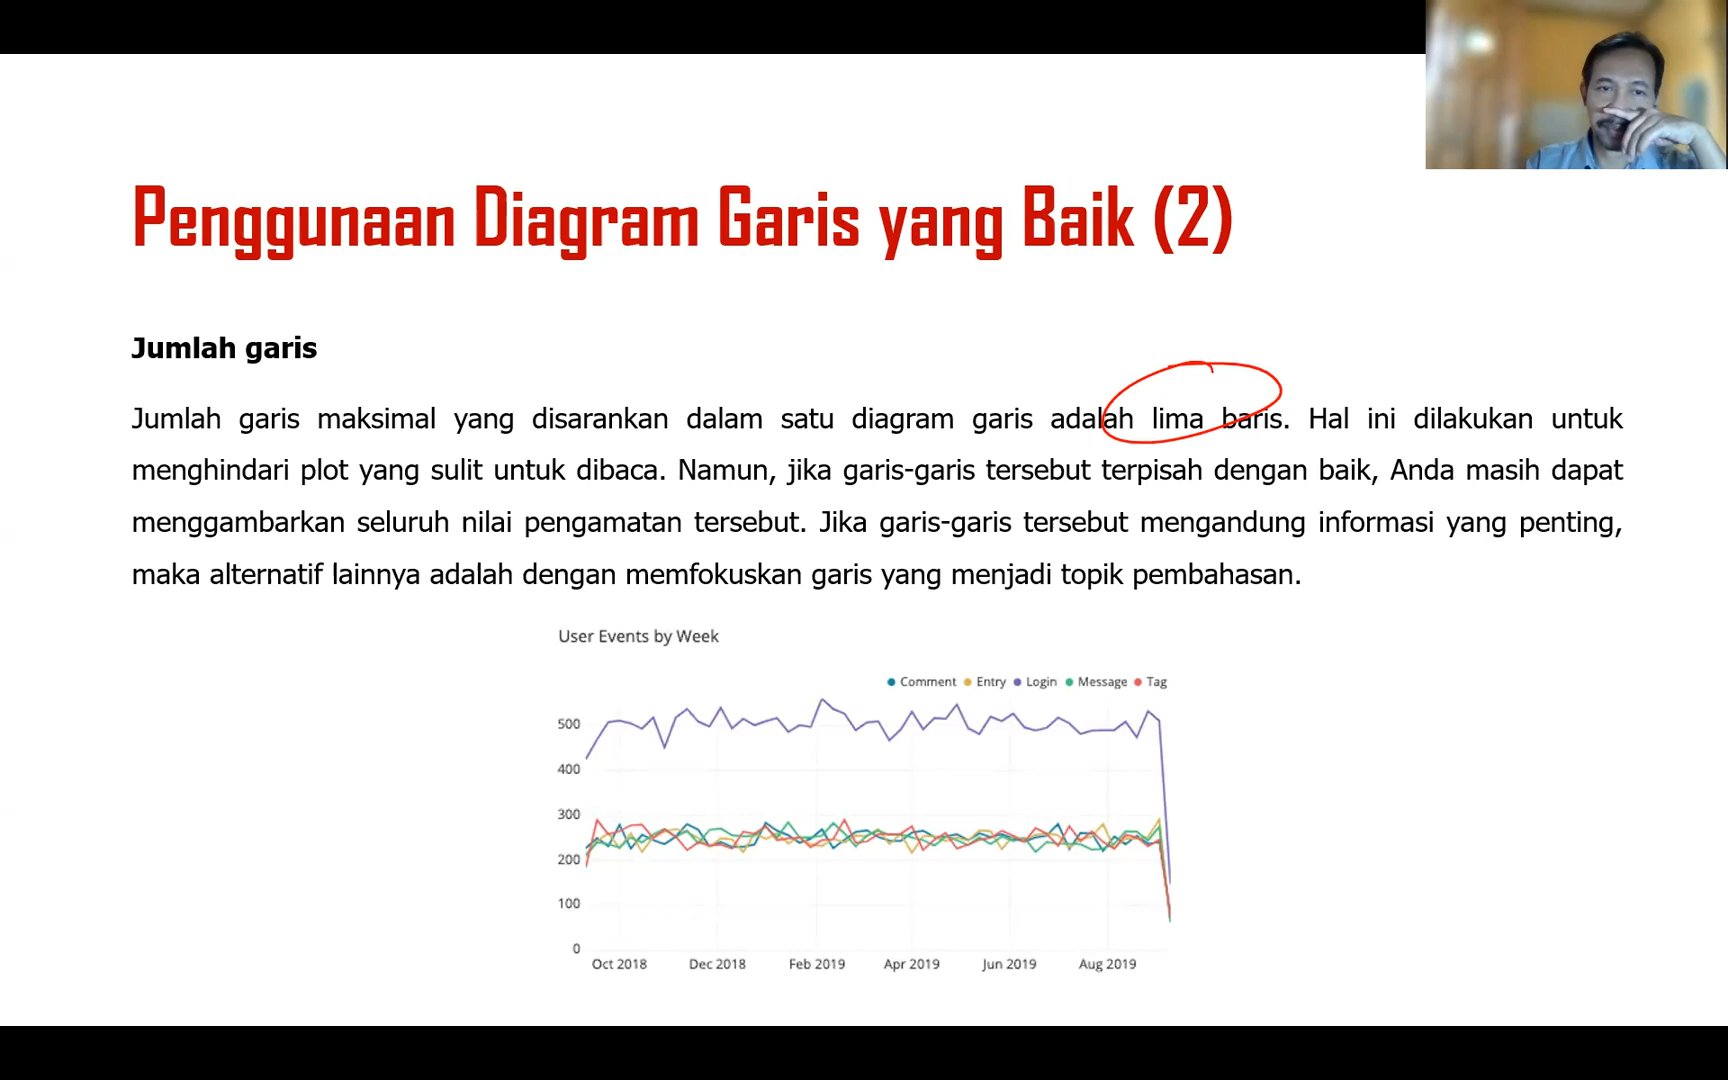 Penggunaan Diagram Garis yang Baik (2)
Jumlah garis
Jumlah garis maksimal yang disarankan dalam satu diagram garis adalah lima baris. Hal ini dilakukan untuk
menghindari plot yang sulit untuk dibaca. Namun, jika garis-garis tersebut terpisah dengan baik, Anda masih dapat
menggambarkan seluruh nilai pengamatan tersebut. Jika garis-garis tersebut mengandung informasi yang penting,
maka alternatif lainnya adalah dengan memfokuskan garis yang menjadi topik pembahasan.
User Events by Week
Comment Entry Login Message Tag
500
400
300
200
100
0
Oct 2018 Dec 2018 Feb 2019 Apr 2019 Jun 2019 Aug 2019